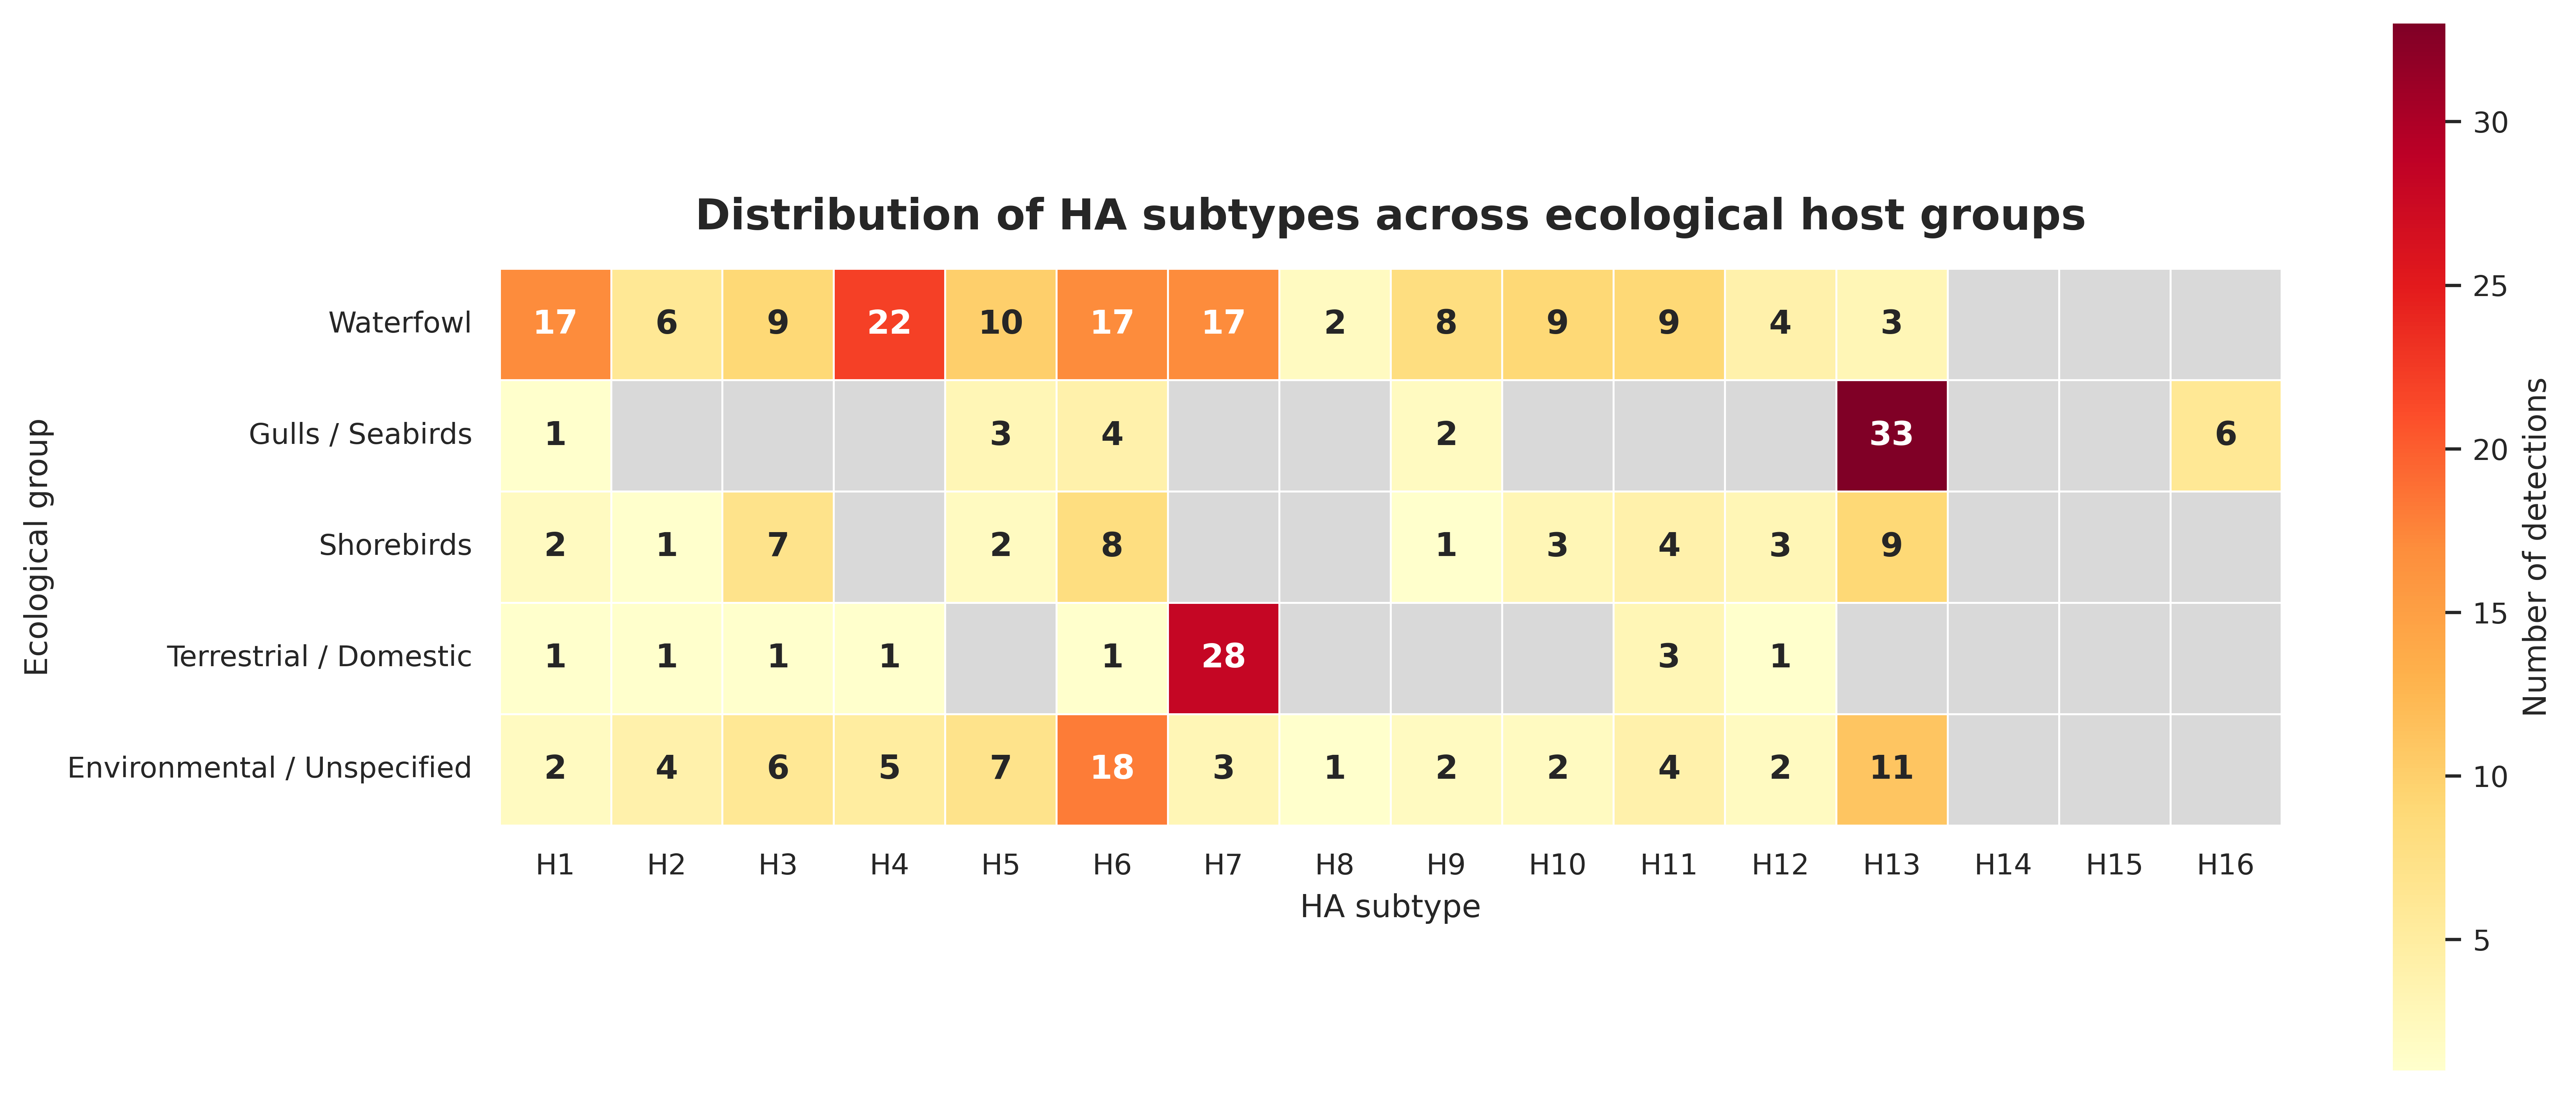 Distribution of HA subtypes across ecological host groups
Ecological group
Waterfowl 17 6 9 22 10 17 17 2 8 9 9 4 3
Gulls / Seabirds 1 3 4 2 33 6
Shorebirds 2 1 7 2 8 1 3 4 3 9
Terrestrial / Domestic 1 1 1 1 1 28 3 1
Environmental / Unspecified 2 4 6 5 7 18 3 1 2 2 4 2 11
H1 H2 H3 H4 H5 H6 H7 H8 H9 H10 H11 H12 H13 H14 H15 H16
HA subtype
30
25
20
15
10
5
Number of detections